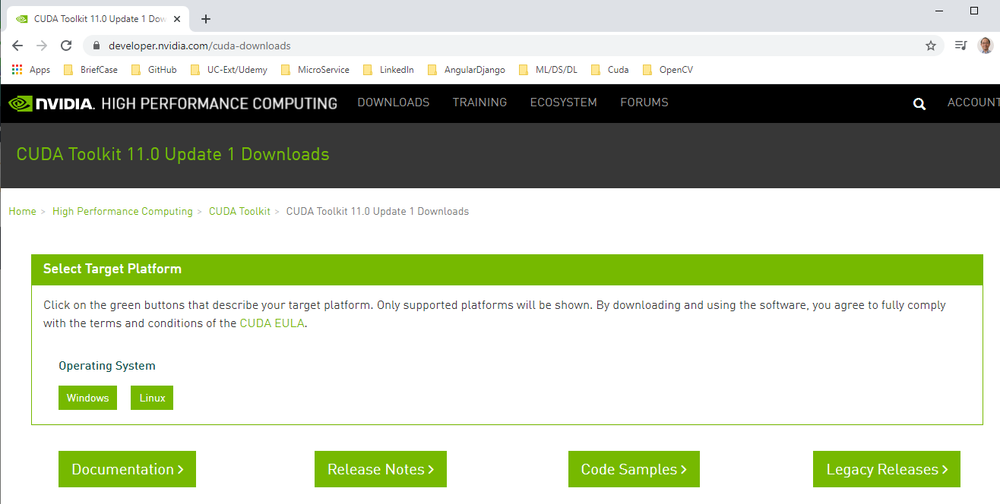 CUDA Toolkit 11.0 Update 1 Dow
developer.nvidia.com/cuda-downloads
Apps BriefCase GitHub UC-Ext/Udemy MicroService LinkedIn AngularDjango ML/DS/DL Cuda OpenCV
NVIDIA. HIGH PERFORMANCE COMPUTING DOWNLOADS TRAINING ECOSYSTEM FORUMS ACCOUNT
CUDA Toolkit 11.0 Update 1 Downloads
Home > High Performance Computing > CUDA Toolkit > CUDA Toolkit 11.0 Update 1 Downloads
Select Target Platform
Click on the green buttons that describe your target platform. Only supported platforms will be shown. By downloading and using the software, you agree to fully comply
with the terms and conditions of the CUDA EULA.
Operating System
Windows Linux
Documentation > Release Notes > Code Samples > Legacy Releases >